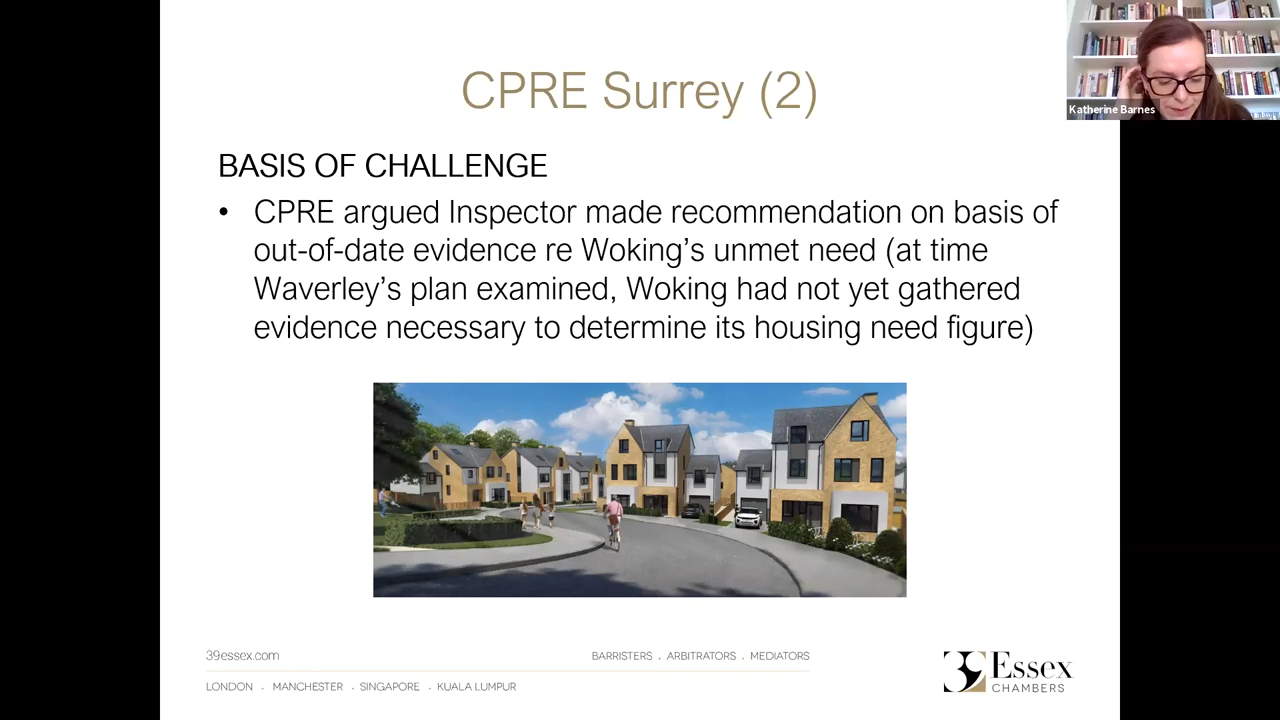 CPRE Surrey (2)
Katherine Barnes
BASIS OF CHALLENGE
• CPRE argued Inspector made recommendation on basis of
out-of-date evidence re Woking’s unmet need (at time
Waverley’s plan examined, Woking had not yet gathered
evidence necessary to determine its housing need figure)
39essex.com
BARRISTERS . ARBITRATORS . MEDIATORS
LONDON . MANCHESTER . SINGAPORE . KUALA LUMPUR
39 Essex
CHAMBERS